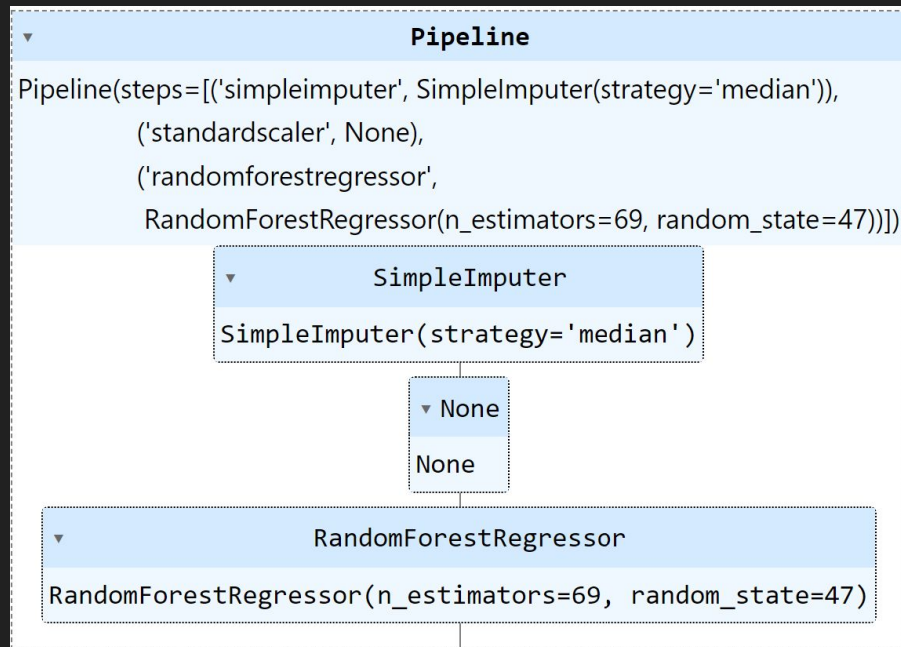 Pipeline
Pipeline(steps=[('simpleimputer', SimpleImputer(strategy='median')),
('standardscaler', None),
('randomforestregressor',
RandomForestRegressor(n_estimators=69, random_state=47))])
SimpleImputer
SimpleImputer(strategy='median')
None
None
RandomForestRegressor
RandomForestRegressor(n_estimators=69, random_state=47)